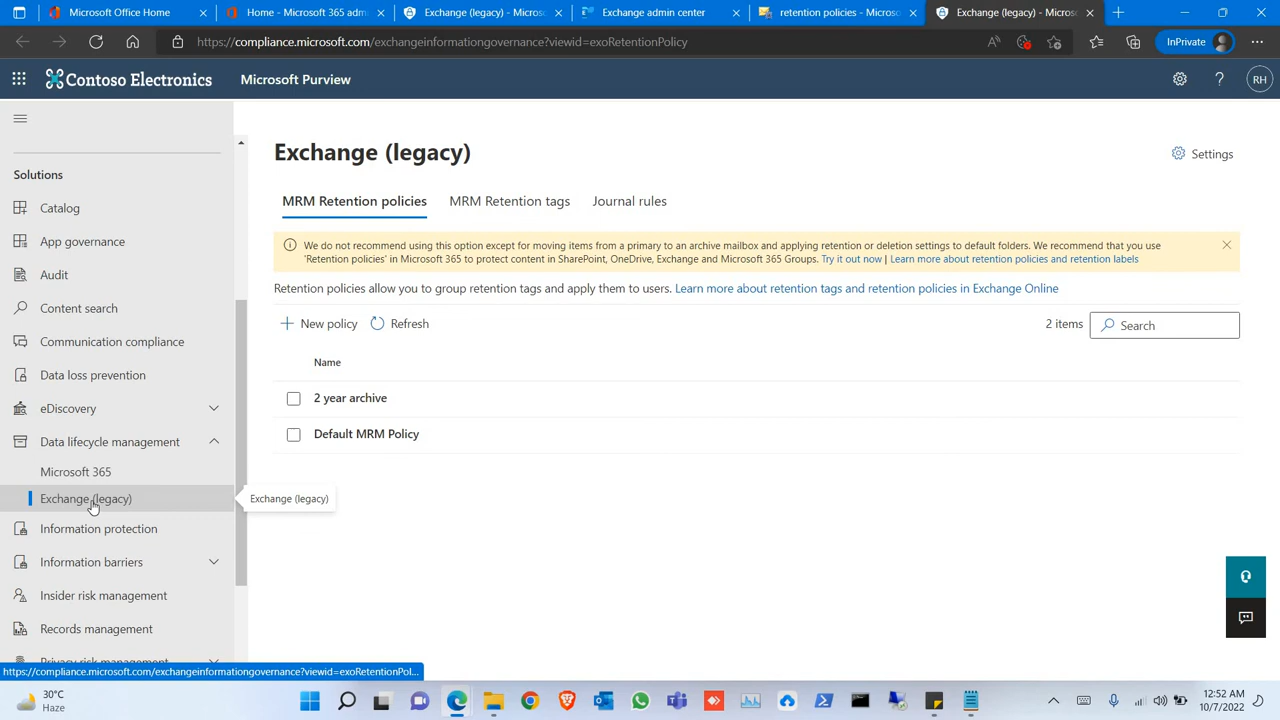 Microsoft Office Home
Home - Microsoft 365 admi
Exchange (legacy) - Microsoft
Exchange admin center
retention policies - Microsoft
Exchange (legacy) - Microsoft
https://compliance.microsoft.com/exchangeinformationgovernance?viewid=exoRetentionPolicy
InPrivate
Contoso Electronics
Microsoft Purview
RH
Solutions
Catalog
App governance
Audit
Content search
Communication compliance
Data loss prevention
eDiscovery
Data lifecycle management
Microsoft 365
Exchange (legacy)
Information protection
Information barriers
Insider risk management
Records management
Privacy risk management
Exchange (legacy)
Exchange (legacy)
Settings
MRM Retention policies
MRM Retention tags
Journal rules
We do not recommend using this option except for moving items from a primary to an archive mailbox and applying retention or deletion settings to default folders. We recommend that you use
'Retention policies' in Microsoft 365 to protect content in SharePoint, OneDrive, Exchange and Microsoft 365 Groups. Try it out now | Learn more about retention policies and retention labels
Retention policies allow you to group retention tags and apply them to users. Learn more about retention tags and retention policies in Exchange Online
New policy
Refresh
2 items
Search
Name
2 year archive
Default MRM Policy
https://compliance.microsoft.com/exchangeinformationgovernance?viewid=exoRetentionPol...
30°C
Haze
12:52 AM
10/7/2022